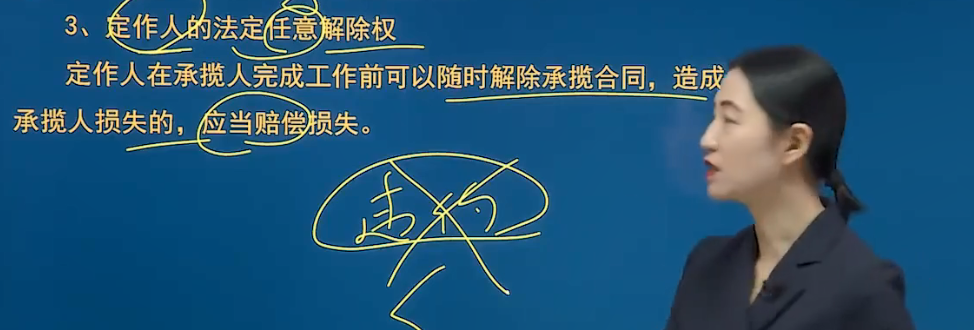 3、定作人的法定任意解除权
定作人在承揽人完成工作前可以随时解除承揽合同，造成
承揽人损失的，应当赔偿损失。
违约